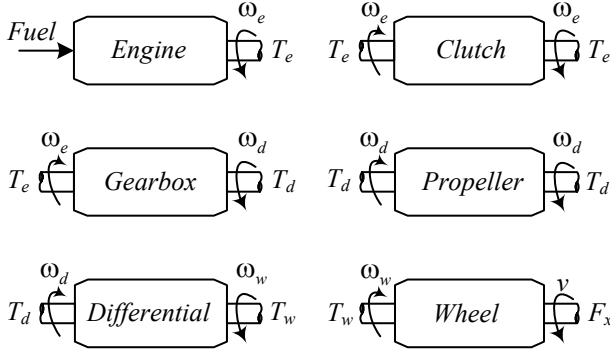 Fuel Engine ωe Te
ωe Te Clutch ωe Te
ωe Te Gearbox ωd Td
ωd Td Propeller ωd Td
ωd Td Differential ωw Tw
ωw Tw Wheel v Fx